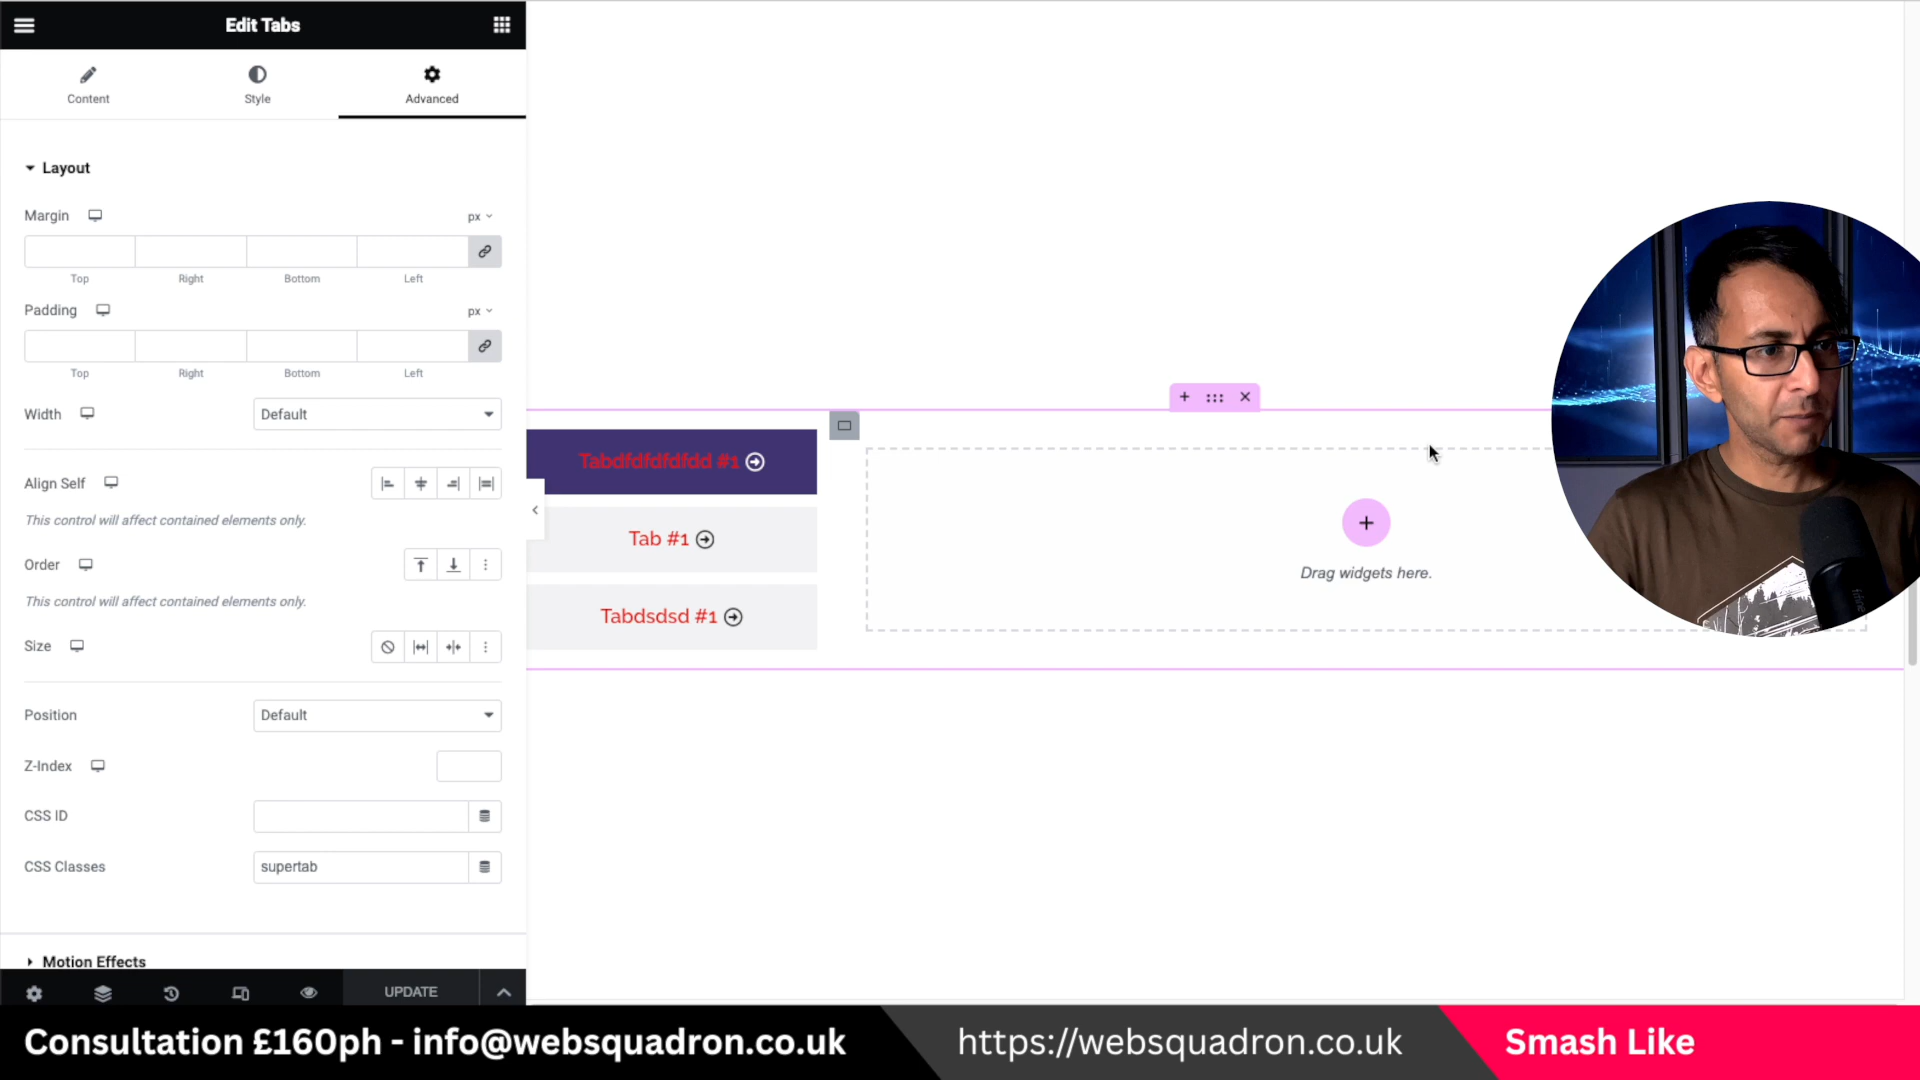 Edit Tabs
Content
Style
Advanced
Layout
Margin
px
Top
Right
Bottom
Left
Padding
px
Top
Right
Bottom
Left
Width
Default
Align Self
This control will affect contained elements only.
Order
This control will affect contained elements only.
Size
Position
Default
Z-Index
CSS ID
CSS Classes
supertab
Motion Effects
UPDATE
Tabdfdfdfdfdd #1
Tab #1
Tabdsdsd #1
Drag widgets here.
Consultation £160ph - info@websquadron.co.uk
https://websquadron.co.uk
Smash Like